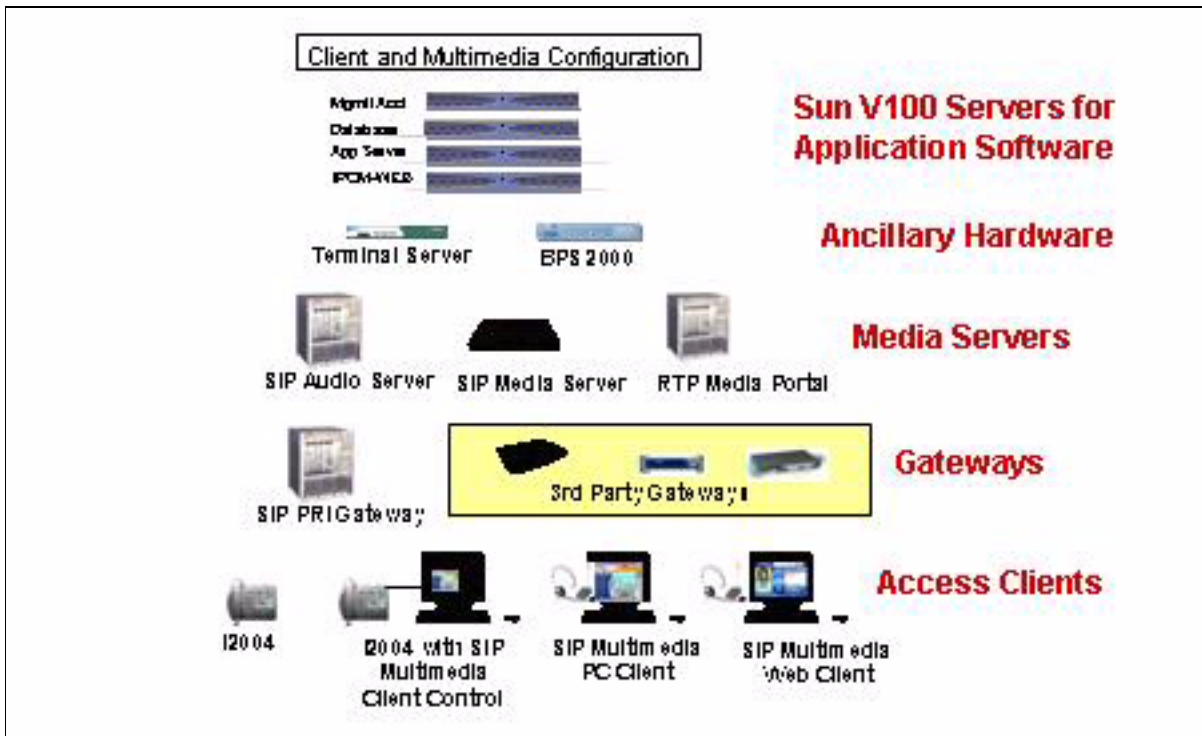 Client and Multimedia Configuration
Mgmt/Acct
Database
App Server
IPCM-WEB
Sun V100 Servers for
Application Software
Terminal Server
BPS 2000
Ancillary Hardware
SIP Audio Server
SIP Media Server
RTP Media Portal
Media Servers
SIP PRI Gateway
3rd Party Gateways
Gateways
I2004
I2004 with SIP
Multimedia
Client Control
SIP Multimedia
PC Client
SIP Multimedia
Web Client
Access Clients